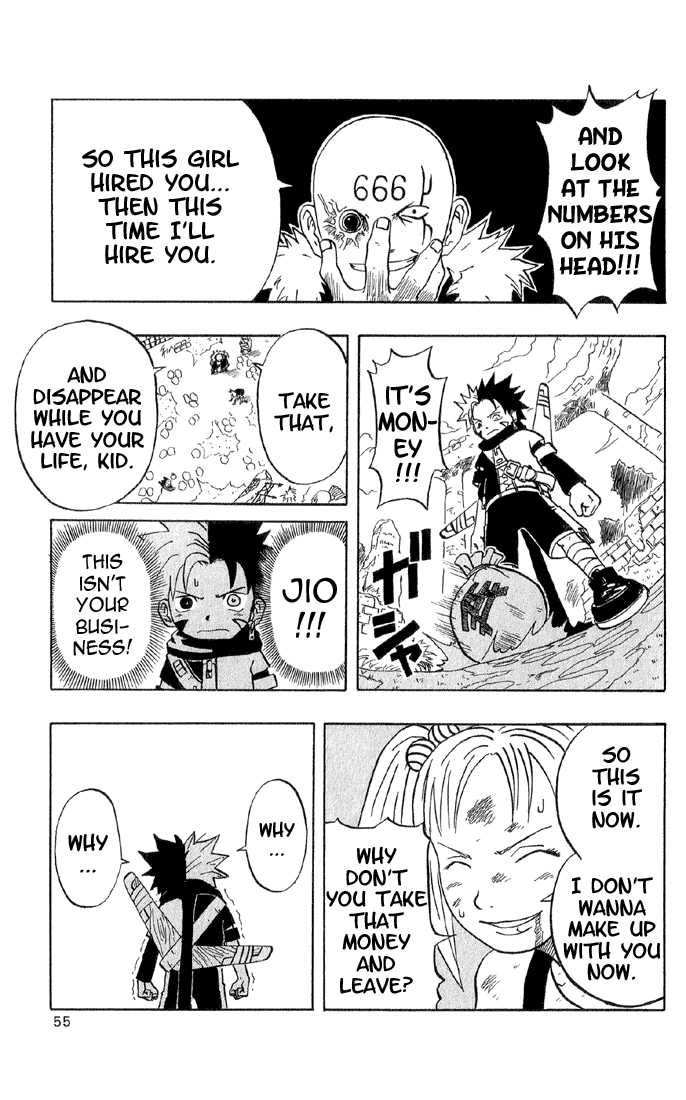 AND
LOOK
AT THE
NUMBERS
ON HIS
HEAD!!!
SO THIS GIRL
HIRED YOU...
THEN THIS
TIME I'LL
HIRE YOU.
666
IT'S
MON-
EY
!!!
ガシャ
TAKE
THAT,
AND
DISAPPEAR
WHILE YOU
HAVE YOUR
LIFE, KID.
JIO
!!!
THIS
ISN'T
YOUR
BUSI-
NESS!
SO
THIS
IS IT
NOW.
I DON'T
WANNA
MAKE UP
WITH YOU
NOW.
WHY
DON'T
YOU TAKE
THAT
MONEY
AND
LEAVE?
WHY
...
WHY
...
55